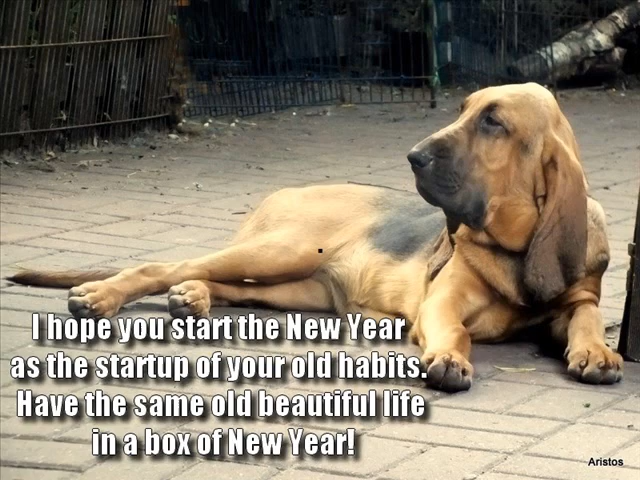 I hope you start the New Year
as the startup of your old habits.
Have the same old beautiful life
in a box of New Year!
Aristos